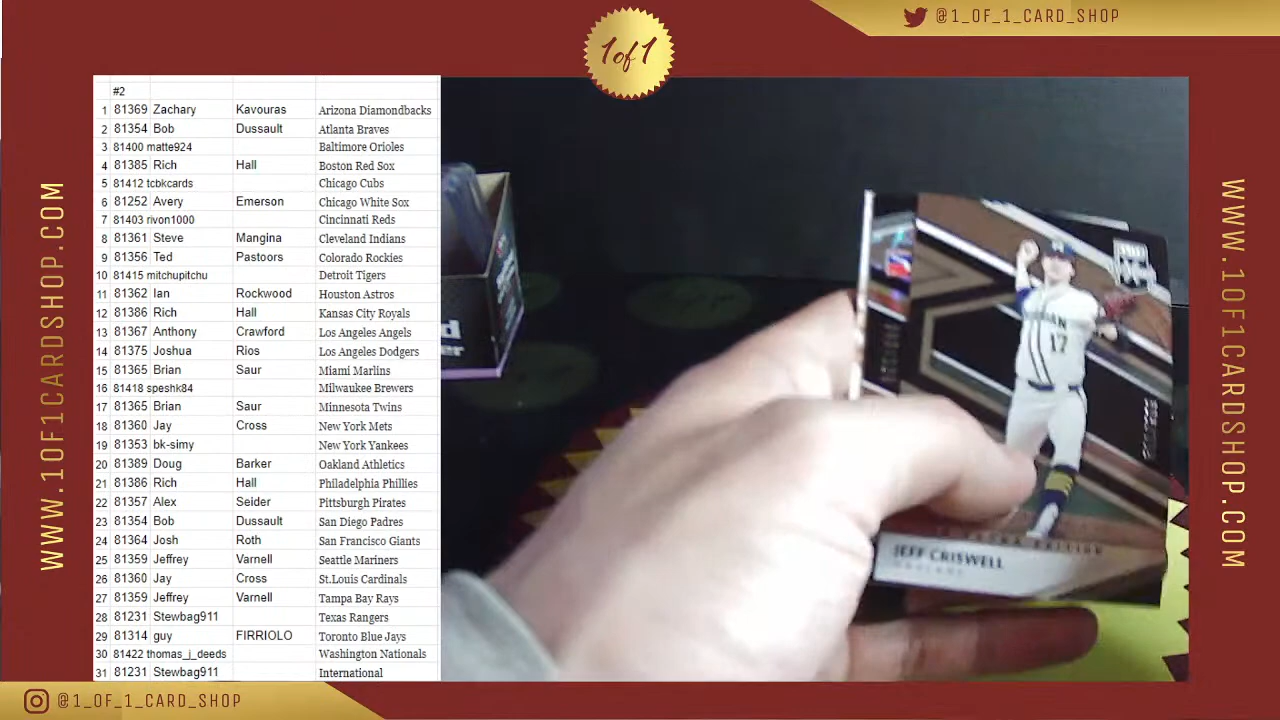 @1_OF_1_CARD_SHOP
1of1
#2
1 81369 Zachary Kavouras Arizona Diamondbacks
2 81354 Bob Dussault Atlanta Braves
3 81400 matte924 Baltimore Orioles
4 81385 Rich Hall Boston Red Sox
5 81412 tcbkcards Chicago Cubs
6 81252 Avery Emerson Chicago White Sox
7 81403 rivon1000 Cincinnati Reds
8 81361 Steve Mangina Cleveland Indians
9 81356 Ted Pastoors Colorado Rockies
10 81415 mitchupitchu Detroit Tigers
11 81362 Ian Rockwood Houston Astros
12 81386 Rich Hall Kansas City Royals
13 81367 Anthony Crawford Los Angeles Angels
14 81375 Joshua Rios Los Angeles Dodgers
15 81365 Brian Saur Miami Marlins
16 81418 speshk84 Milwaukee Brewers
17 81365 Brian Saur Minnesota Twins
18 81360 Jay Cross New York Mets
19 81353 bk-simy New York Yankees
20 81389 Doug Barker Oakland Athletics
21 81386 Rich Hall Philadelphia Phillies
22 81357 Alex Seider Pittsburgh Pirates
23 81354 Bob Dussault San Diego Padres
24 81364 Josh Roth San Francisco Giants
25 81359 Jeffrey Varnell Seattle Mariners
26 81360 Jay Cross St.Louis Cardinals
27 81359 Jeffrey Varnell Tampa Bay Rays
28 81231 Stewbag911 Texas Rangers
29 81314 guy FIRRIOLO Toronto Blue Jays
30 81422 thomas_j_deeds Washington Nationals
31 81231 Stewbag911 International
WWW.1OF1CARDSHOP.COM
17
EDITION
JEFF CRISWELL
WWW.1OF1CARDSHOP.COM
@1_OF_1_CARD_SHOP